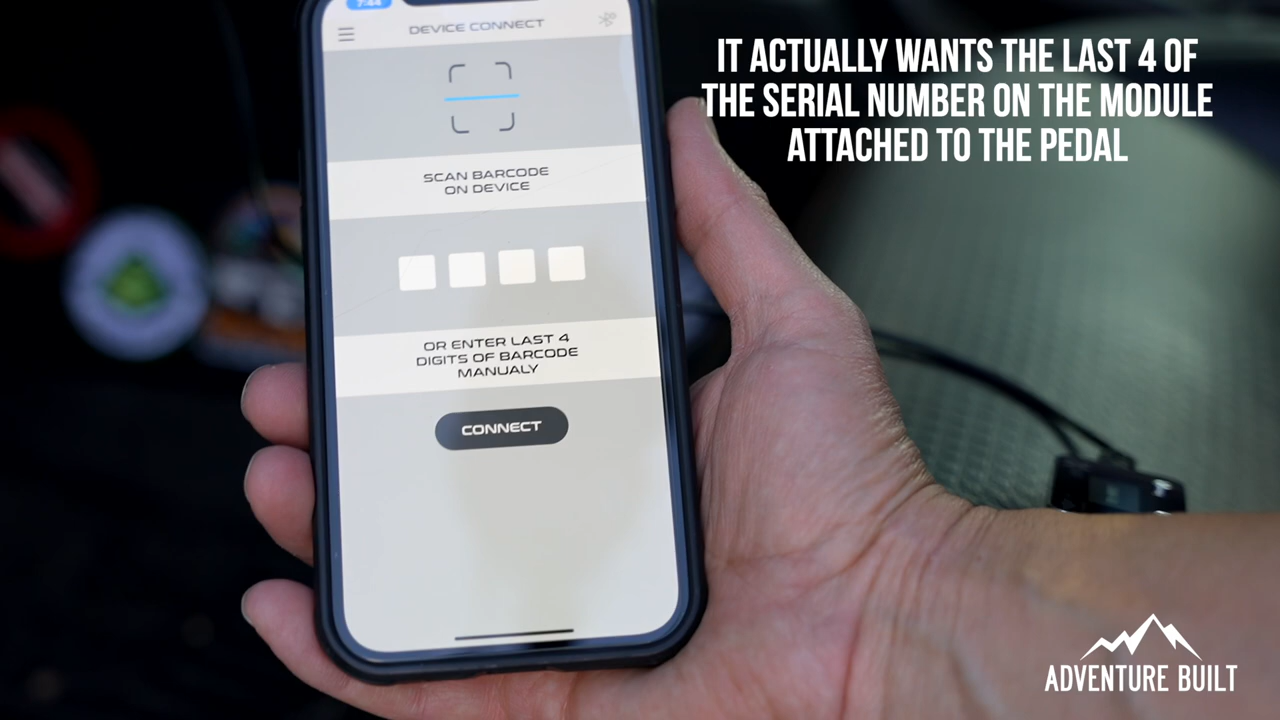 7:44
DEVICE CONNECT
SCAN BARCODE
ON DEVICE
OR ENTER LAST 4
DIGITS OF BARCODE
MANUALY
CONNECT
IT ACTUALLY WANTS THE LAST 4 OF
THE SERIAL NUMBER ON THE MODULE
ATTACHED TO THE PEDAL
ADVENTURE BUILT